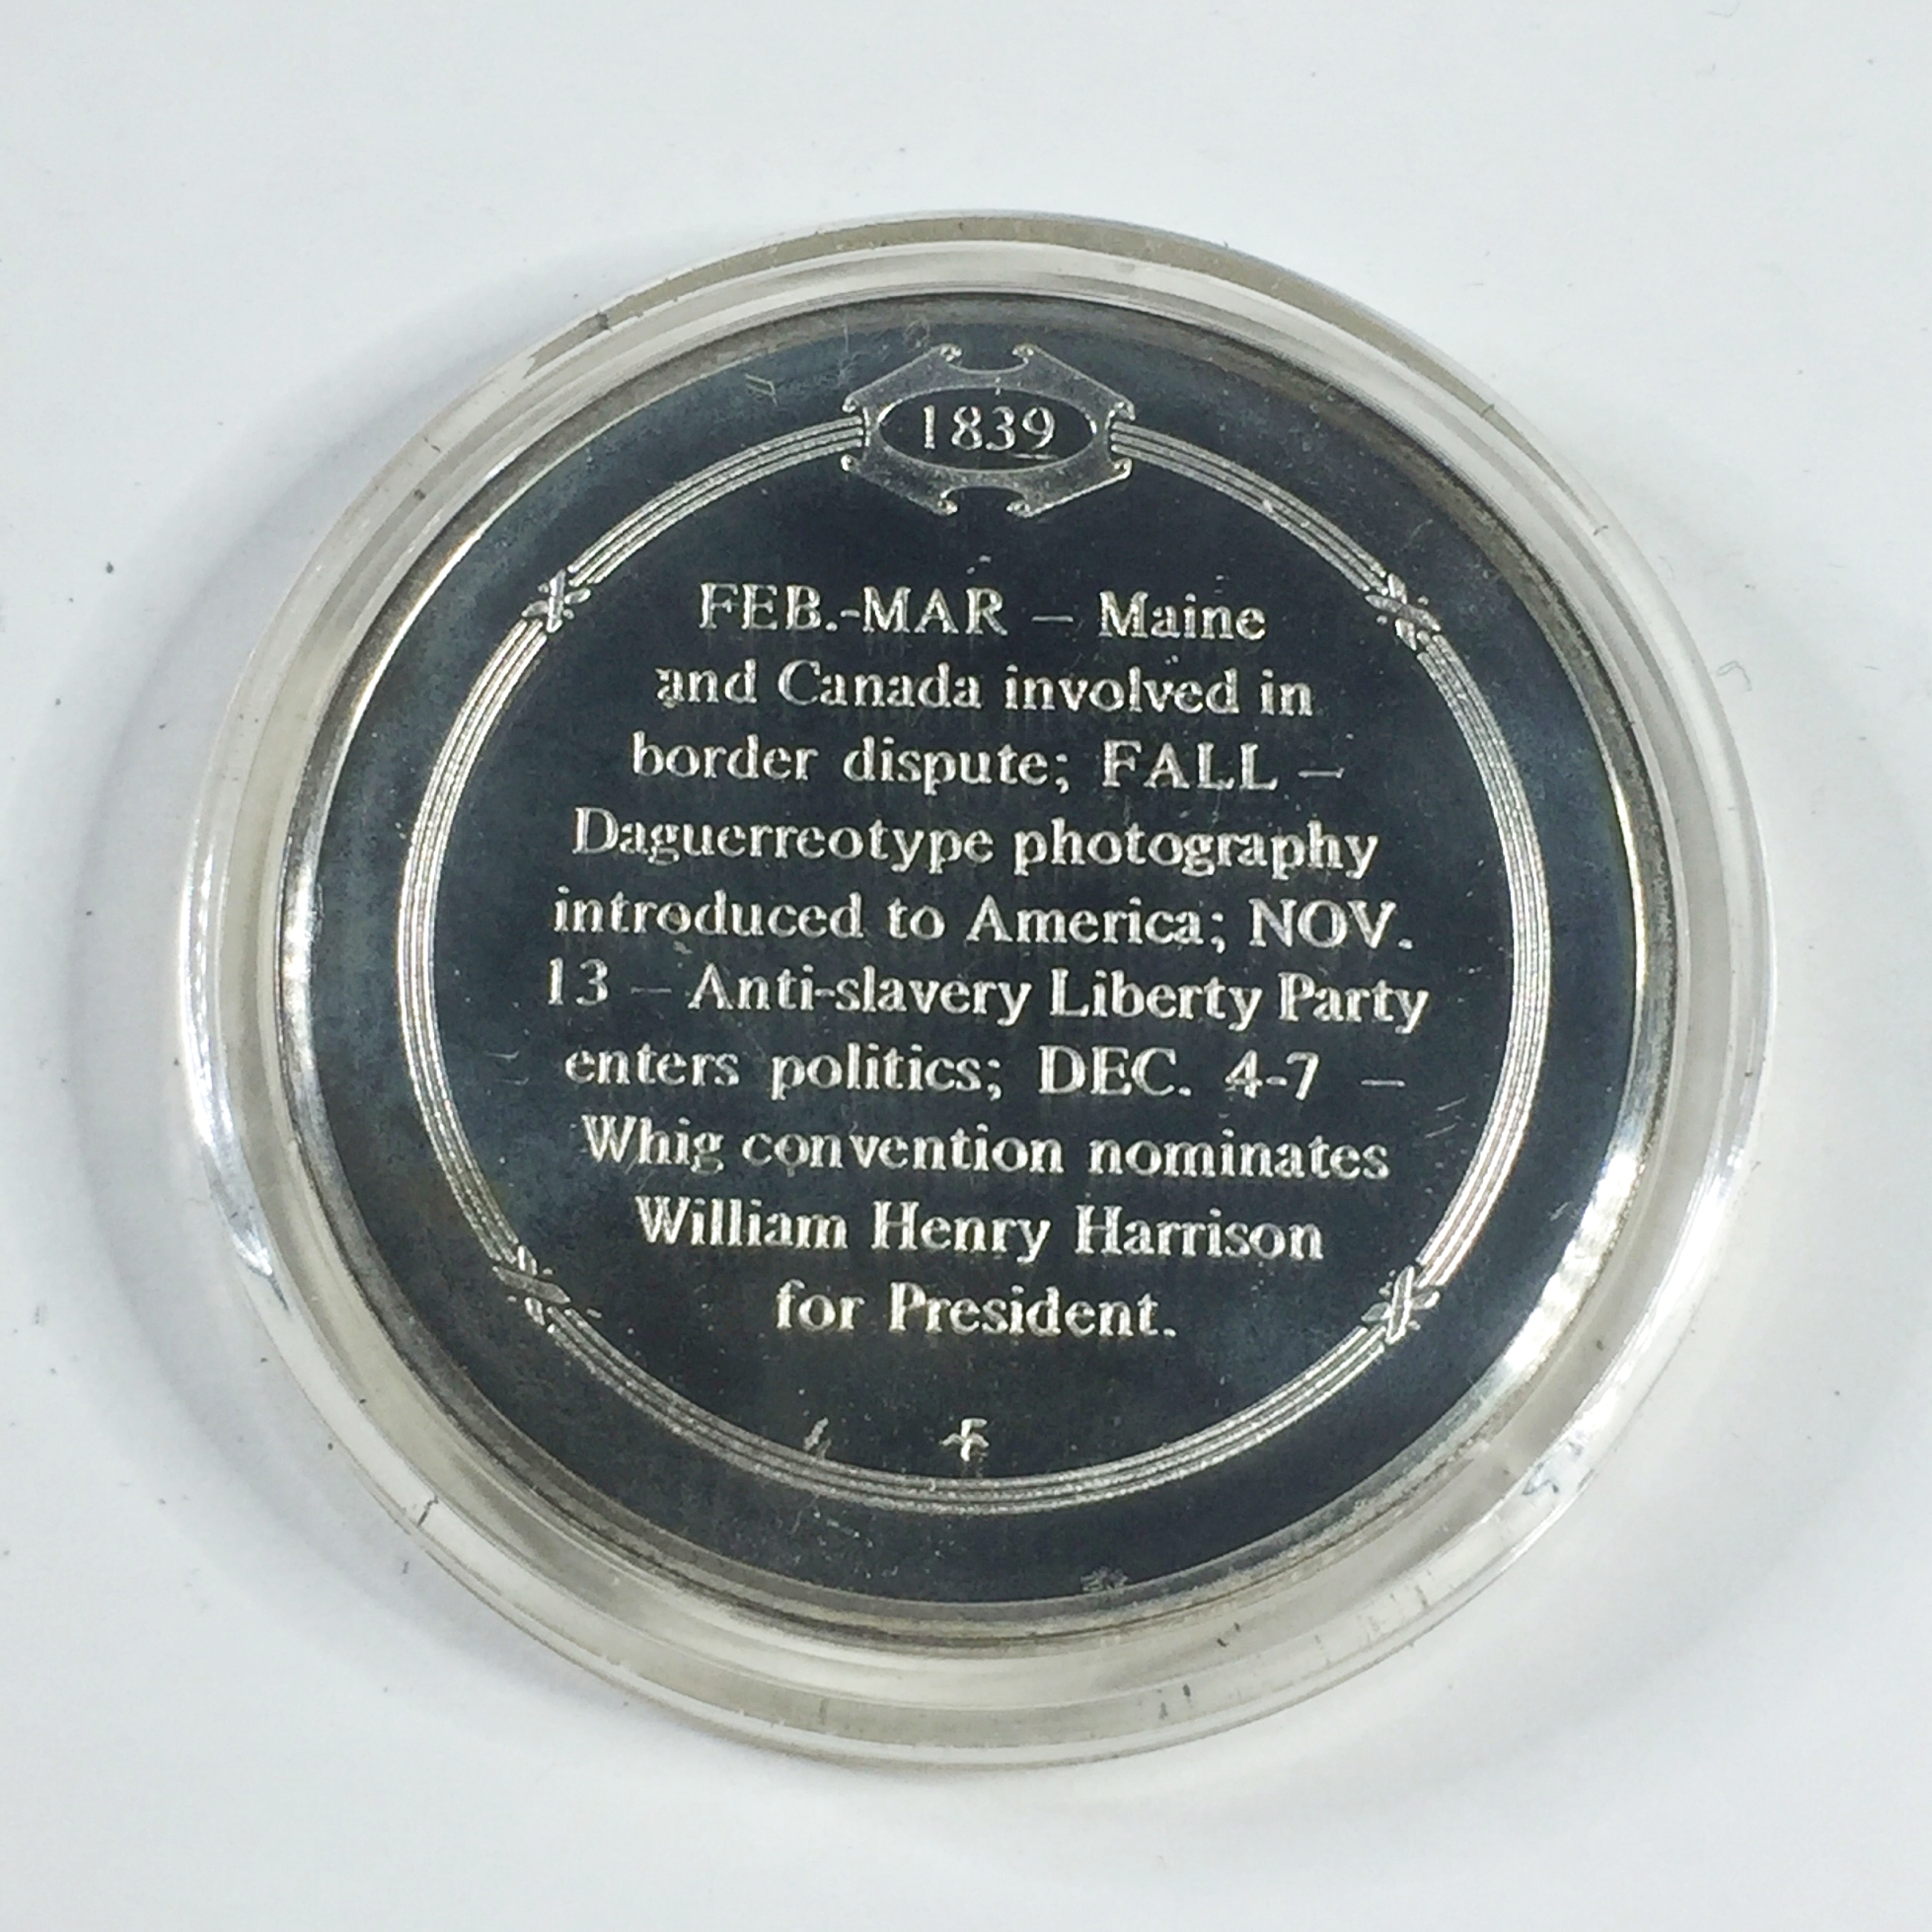 1839
FEB.-MAR – Maine
and Canada involved in
border dispute; FALL –
Daguerreotype photography
introduced to America; NOV.
13 – Anti-slavery Liberty Party
enters politics; DEC. 4-7 –
Whig convention nominates
William Henry Harrison
for President.